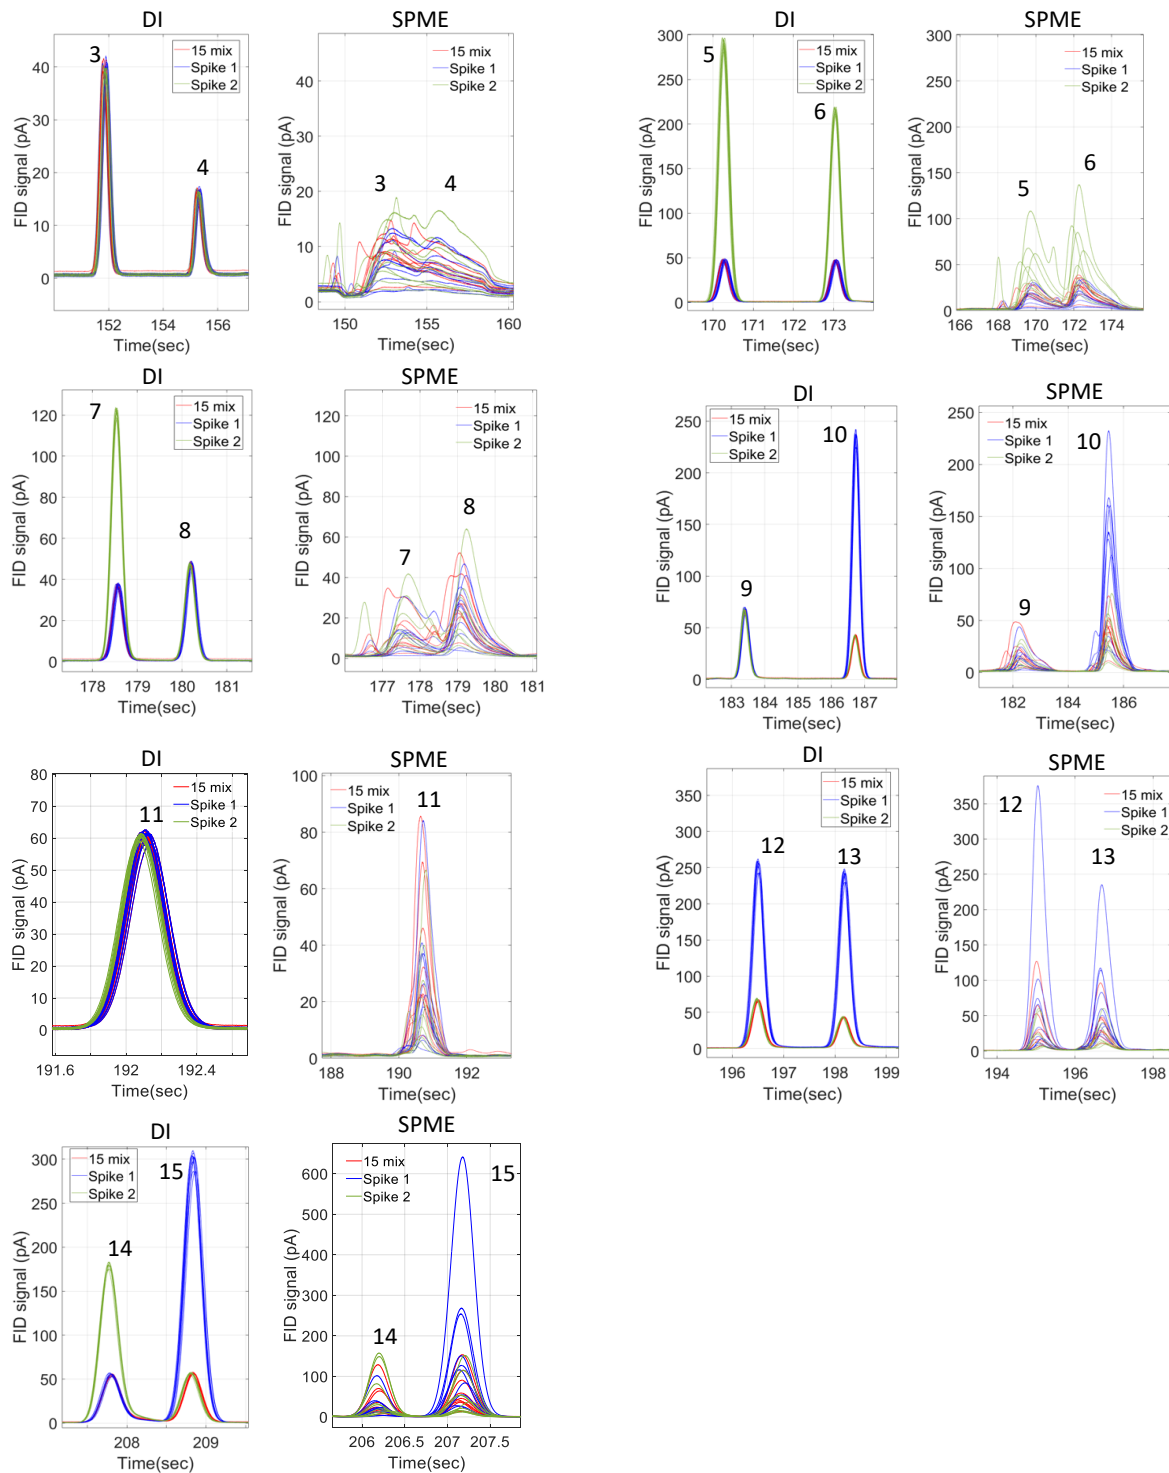 DI
3
4
15 mix
Spike 1
Spike 2
FID signal (pA)
40
30
20
10
0
152
154
156
Time(sec)
SPME
3
4
15 mix
Spike 1
Spike 2
FID signal (pA)
40
30
20
10
0
150
155
160
Time(sec)
DI
5
6
15 mix
Spike 1
Spike 2
FID signal (pA)
300
250
200
150
100
50
0
170
171
172
173
Time(sec)
SPME
5
6
15 mix
Spike 1
Spike 2
FID signal (pA)
300
250
200
150
100
50
0
166
168
170
172
174
Time(sec)
DI
7
8
15 mix
Spike 1
Spike 2
FID signal (pA)
120
100
80
60
40
20
0
178
179
180
181
Time(sec)
SPME
7
8
15 mix
Spike 1
Spike 2
FID signal (pA)
120
100
80
60
40
20
0
177
178
179
180
181
Time(sec)
DI
9
10
15 mix
Spike 1
Spike 2
FID signal (pA)
250
200
150
100
50
0
183
184
185
186
187
Time(sec)
SPME
9
10
15 mix
Spike 1
Spike 2
FID signal (pA)
250
200
150
100
50
0
182
184
186
Time(sec)
DI
11
15 mix
Spike 1
Spike 2
FID signal (pA)
80
70
60
50
40
30
20
10
0
191.6
192
192.4
Time(sec)
SPME
11
15 mix
Spike 1
Spike 2
FID signal (pA)
100
80
60
40
20
0
188
190
192
Time(sec)
DI
12
13
15 mix
Spike 1
Spike 2
FID signal (pA)
350
300
250
200
150
100
50
0
196
197
198
199
Time(sec)
SPME
12
13
15 mix
Spike 1
Spike 2
FID signal (pA)
350
300
250
200
150
100
50
0
194
196
198
Time(sec)
DI
14
15
15 mix
Spike 1
Spike 2
FID signal (pA)
300
250
200
150
100
50
0
208
209
Time(sec)
SPME
14
15
15 mix
Spike 1
Spike 2
FID signal (pA)
600
500
400
300
200
100
0
206
206.5
207
207.5
Time(sec)